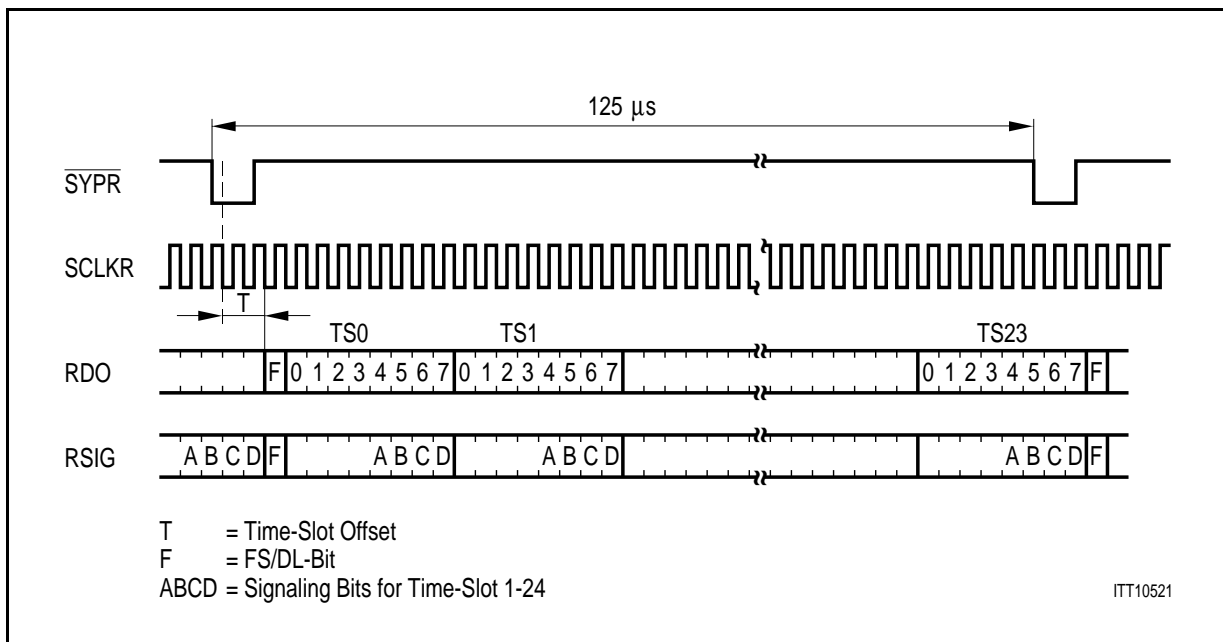 125 µs
SYPR
SCLKR
T
TS0 TS1 TS23
RDO F 0 1 2 3 4 5 6 7 0 1 2 3 4 5 6 7 0 1 2 3 4 5 6 7 F
RSIG A B C D F A B C D A B C D A B C D F
T = Time-Slot Offset
F = FS/DL-Bit
ABCD = Signaling Bits for Time-Slot 1-24
ITT10521